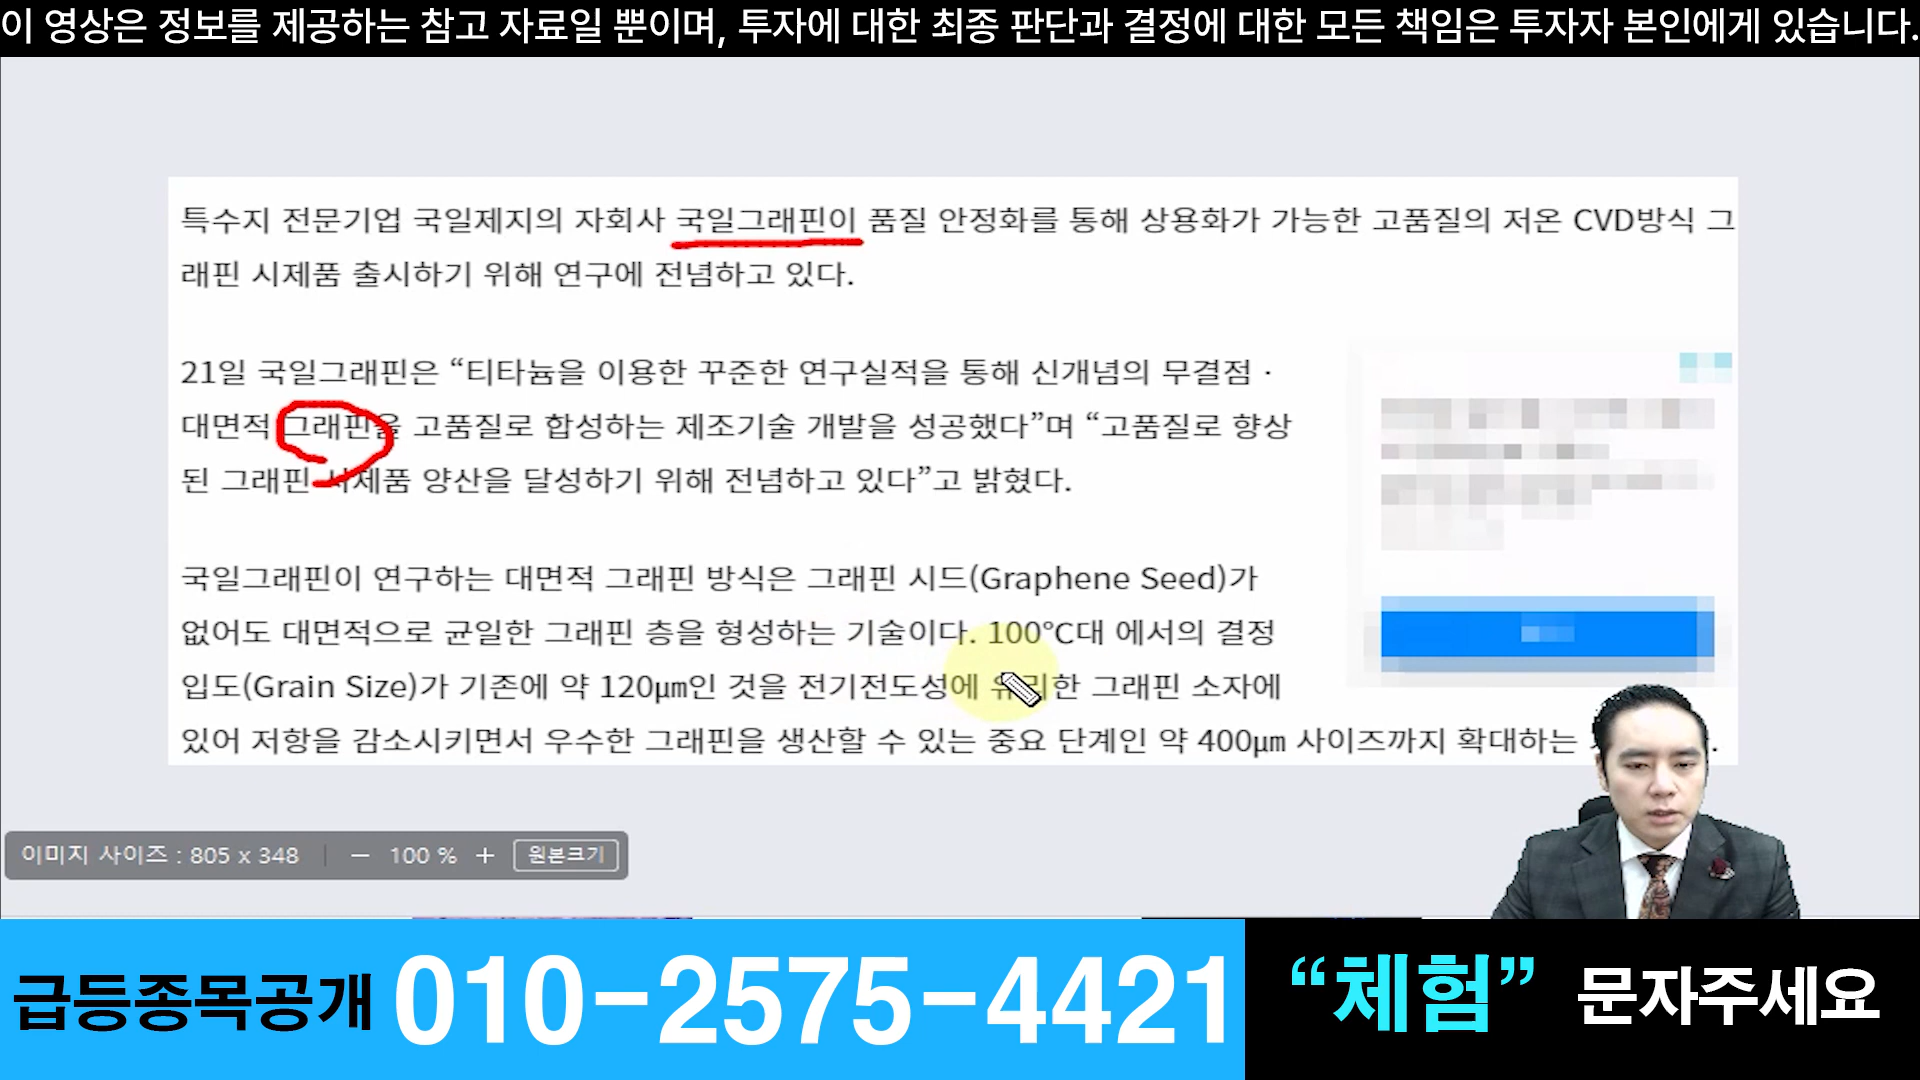 이 영상은 정보를 제공하는 참고 자료일 뿐이며, 투자에 대한 최종 판단과 결정에 대한 모든 책임은 투자자 본인에게 있습니다.
특수지 전문기업 국일제지의 자회사 국일그래핀이 품질 안정화를 통해 상용화가 가능한 고품질의 저온 CVD방식 그
래핀 시제품 출시하기 위해 연구에 전념하고 있다.
21일 국일그래핀은 “티타늄을 이용한 꾸준한 연구실적을 통해 신개념의 무결점 ·
대면적 그래핀을 고품질로 합성하는 제조기술 개발을 성공했다”며 “고품질로 향상
된 그래핀 시제품 양산을 달성하기 위해 전념하고 있다”고 밝혔다.
국일그래핀이 연구하는 대면적 그래핀 방식은 그래핀 시드(Graphene Seed)가
없어도 대면적으로 균일한 그래핀 층을 형성하는 기술이다. 100℃대 에서의 결정
입도(Grain Size)가 기존에 약 120μm인 것을 전기전도성에 유리한 그래핀 소자에
있어 저항을 감소시키면서 우수한 그래핀을 생산할 수 있는 중요 단계인 약 400μm 사이즈까지 확대하는
이미지 사이즈 : 805 x 348 | − 100 % + 원본크기
급등종목공개 010-2575-4421 “체험” 문자주세요